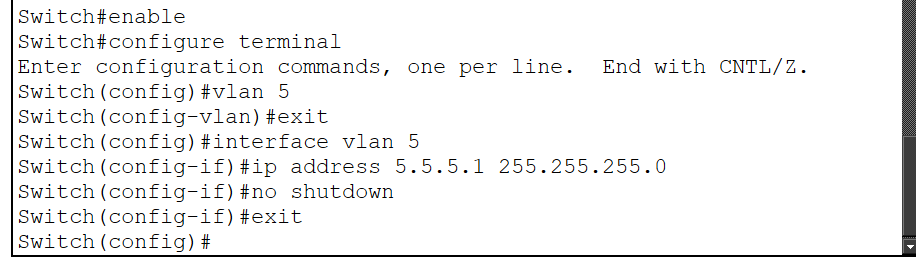 Switch#enable
Switch#configure terminal
Enter configuration commands, one per line.  End with CNTL/Z.
Switch(config)#vlan 5
Switch(config-vlan)#exit
Switch(config)#interface vlan 5
Switch(config-if)#ip address 5.5.5.1 255.255.255.0
Switch(config-if)#no shutdown
Switch(config-if)#exit
Switch(config)#